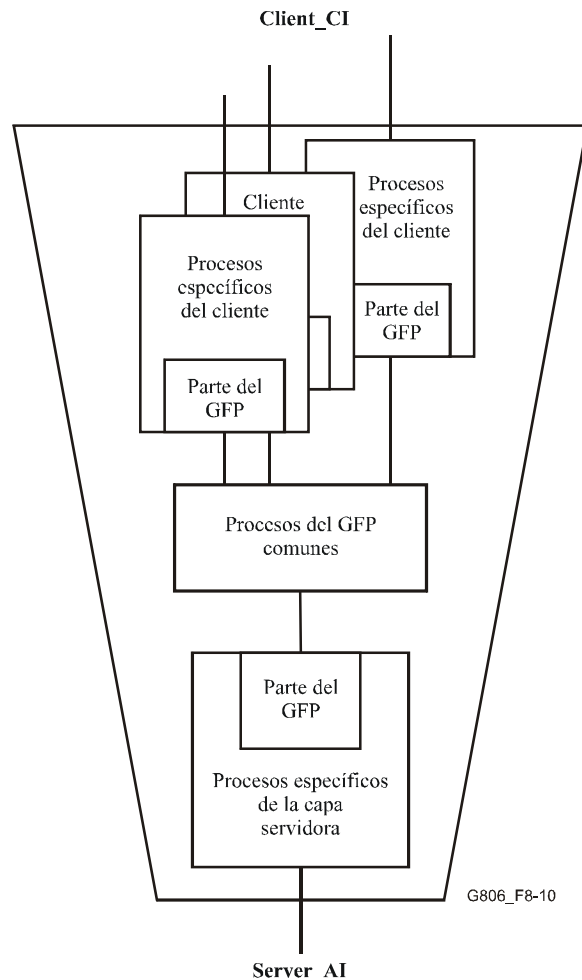 Client_CI
Procesos
específicos
del cliente
Cliente
Procesos
específicos
del cliente
Parte del
GFP
Parte del
GFP
Procesos del GFP
comunes
Parte del
GFP
Procesos específicos
de la capa
servidora
G806_F8-10
Server_AI